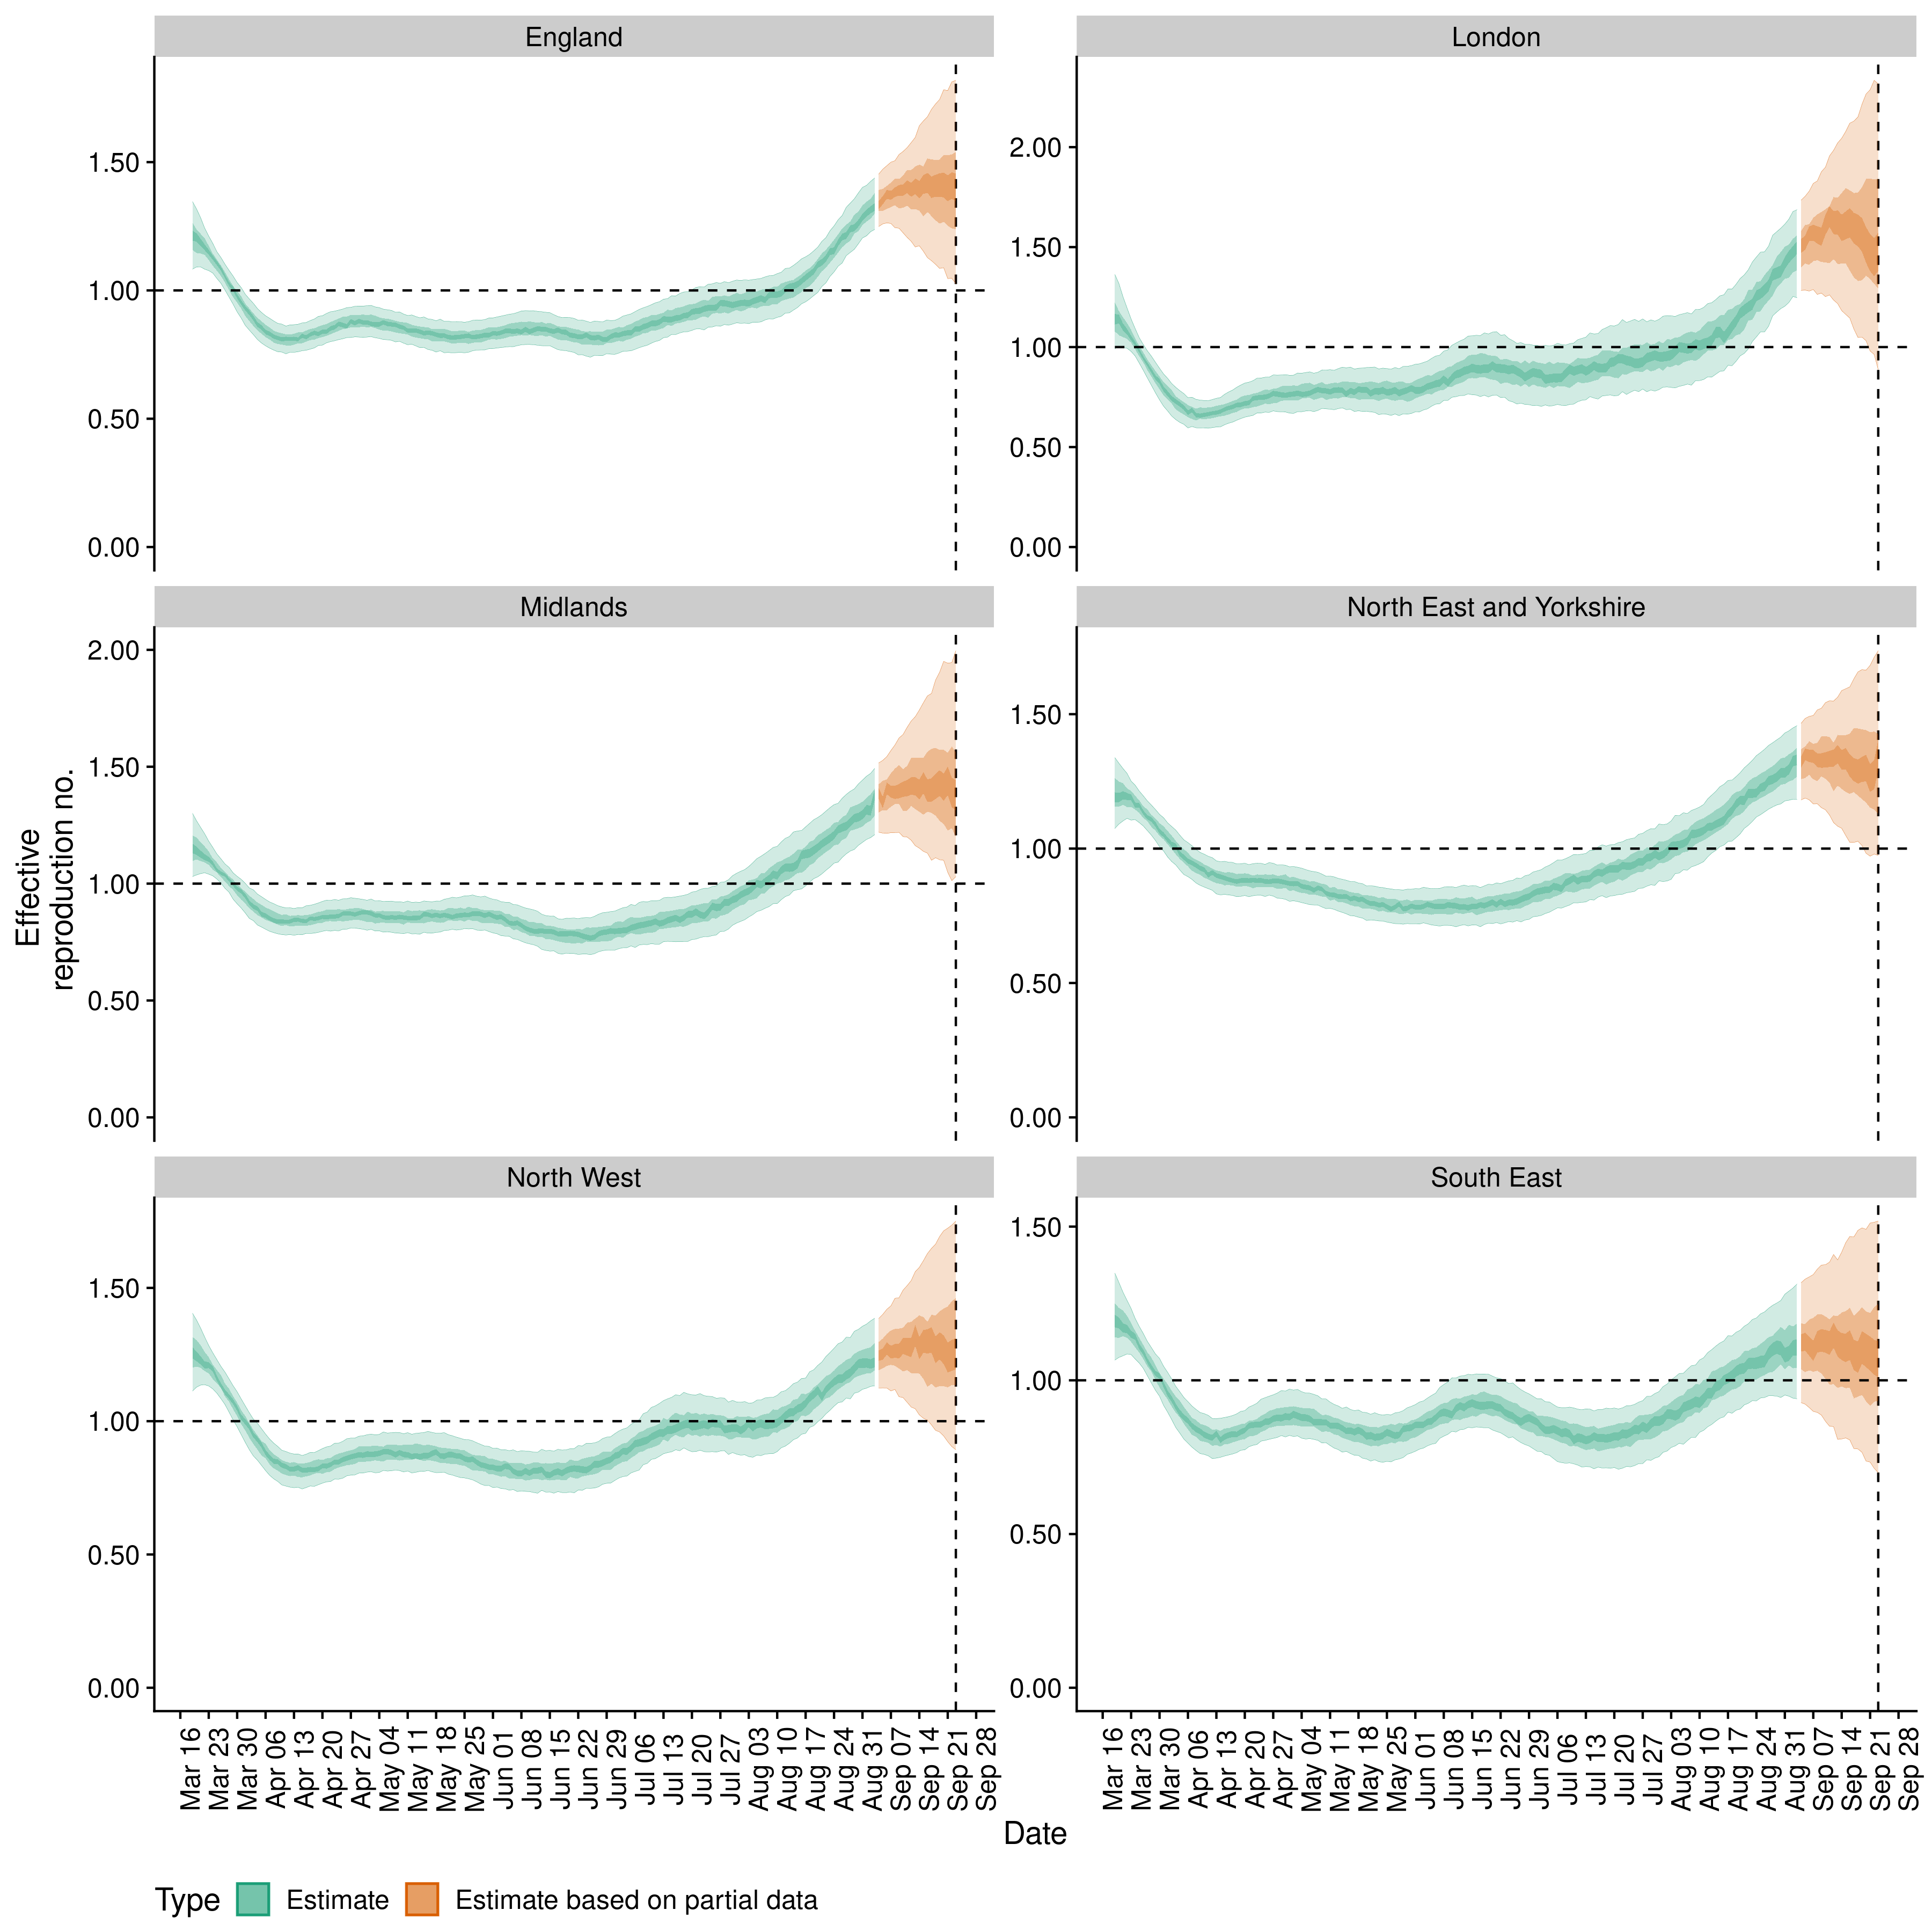 England
London
1.50
1.00
0.50
0.00
2.00
1.50
1.00
0.50
0.00
Midlands
North East and Yorkshire
2.00
1.50
1.00
0.50
0.00
1.50
1.00
0.50
0.00
Effective
reproduction no.
North West
South East
1.50
1.00
0.50
0.00
1.50
1.00
0.50
0.00
Mar 16
Mar 23
Mar 30
Apr 06
Apr 13
Apr 20
Apr 27
May 04
May 11
May 18
May 25
Jun 01
Jun 08
Jun 15
Jun 22
Jun 29
Jul 06
Jul 13
Jul 20
Jul 27
Aug 03
Aug 10
Aug 17
Aug 24
Aug 31
Sep 07
Sep 14
Sep 21
Sep 28
Mar 16
Mar 23
Mar 30
Apr 06
Apr 13
Apr 20
Apr 27
May 04
May 11
May 18
May 25
Jun 01
Jun 08
Jun 15
Jun 22
Jun 29
Jul 06
Jul 13
Jul 20
Jul 27
Aug 03
Aug 10
Aug 17
Aug 24
Aug 31
Sep 07
Sep 14
Sep 21
Sep 28
Date
Type Estimate Estimate based on partial data